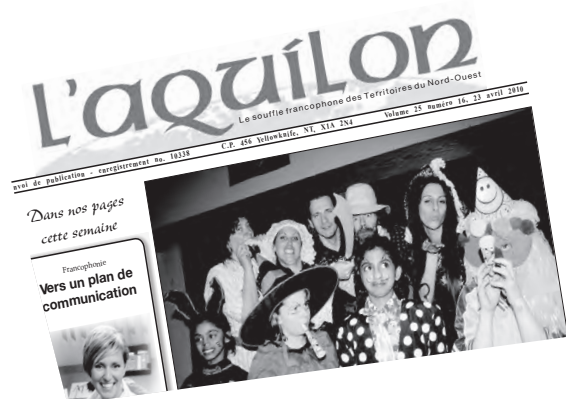 L'aquilon
Le souffle francophone des Territoires du Nord-Ouest
nvoi de publication - enregistrement no. 10338 C.P. 456 Yellowknife, NT, X1A 2N4 Volume 25 numéro 16, 23 avril 2010
Dans nos pages
cette semaine
Francophonie
Vers un plan de
communication